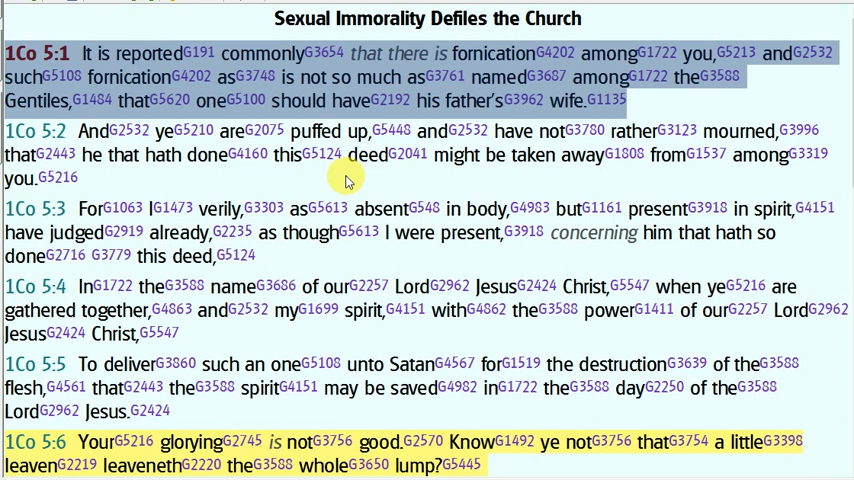 Sexual Immorality Defiles the Church
1Co 5:1 It is reportedG191 commonlyG3654 that there is fornicationG4202 amongG1722 you,G5213 andG2532
suchG5108 fornicationG4202 asG3748 is not so much asG3761 namedG3687 amongG1722 theG3588
Gentiles,G1484 thatG5620 oneG5100 should haveG2192 his father'sG3962 wife.G1135
1Co 5:2 AndG2532 yeG5210 areG2075 puffed up,G5448 andG2532 have notG3780 ratherG3123 mourned,G3996
thatG2443 he that hath doneG4160 thisG5124 deedG2041 might be taken awayG1808 fromG1537 amongG3319
you.G5216
1Co 5:3 ForG1063 IG1473 verily,G3303 asG5613 absentG548 in body,G4983 butG1161 presentG3918 in spirit,G4151
have judgedG2919 already,G2235 as thoughG5613 I were present,G3918 concerning him that hath so
doneG2716 G3779 this deed,G5124
1Co 5:4 InG1722 theG3588 nameG3686 of ourG2257 LordG2962 JesusG2424 Christ,G5547 when yeG5216 are
gathered together,G4863 andG2532 myG1699 spirit,G4151 withG4862 theG3588 powerG1411 of ourG2257 LordG2962
JesusG2424 Christ,G5547
1Co 5:5 To deliverG3860 such an oneG5108 unto SatanG4567 forG1519 the destructionG3639 of theG3588
flesh,G4561 thatG2443 theG3588 spiritG4151 may be savedG4982 inG1722 theG3588 dayG2250 of theG3588
LordG2962 Jesus.G2424
1Co 5:6 YourG5216 gloryingG2745 is notG3756 good.G2570 KnowG1492 ye notG3756 thatG3754 a littleG3398
leavenG2219 leavenethG2220 theG3588 wholeG3650 lump?G5445